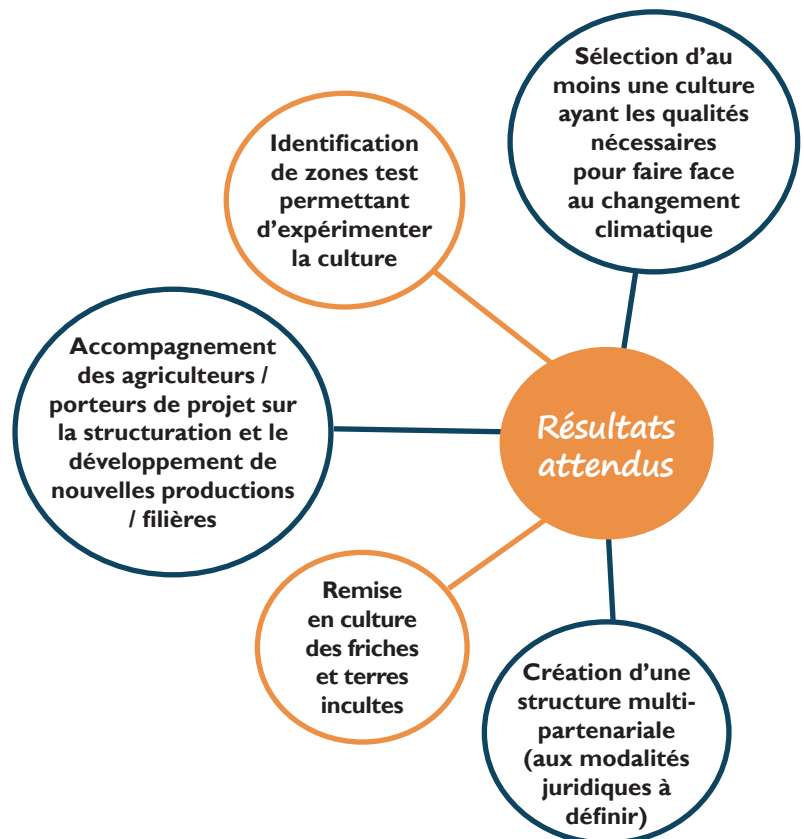 Sélection d’au
moins une culture
ayant les qualités
nécessaires
pour faire face
au changement
climatique
Identification
de zones test
permettant
d’expérimenter
la culture
Accompagnement
des agriculteurs /
porteurs de projet sur
la structuration et le
développement de
nouvelles productions
/ filières
Résultats
attendus
Remise
en culture
des friches
et terres
incultes
Création d’une
structure multi-
partenariale
(aux modalités
juridiques à
définir)